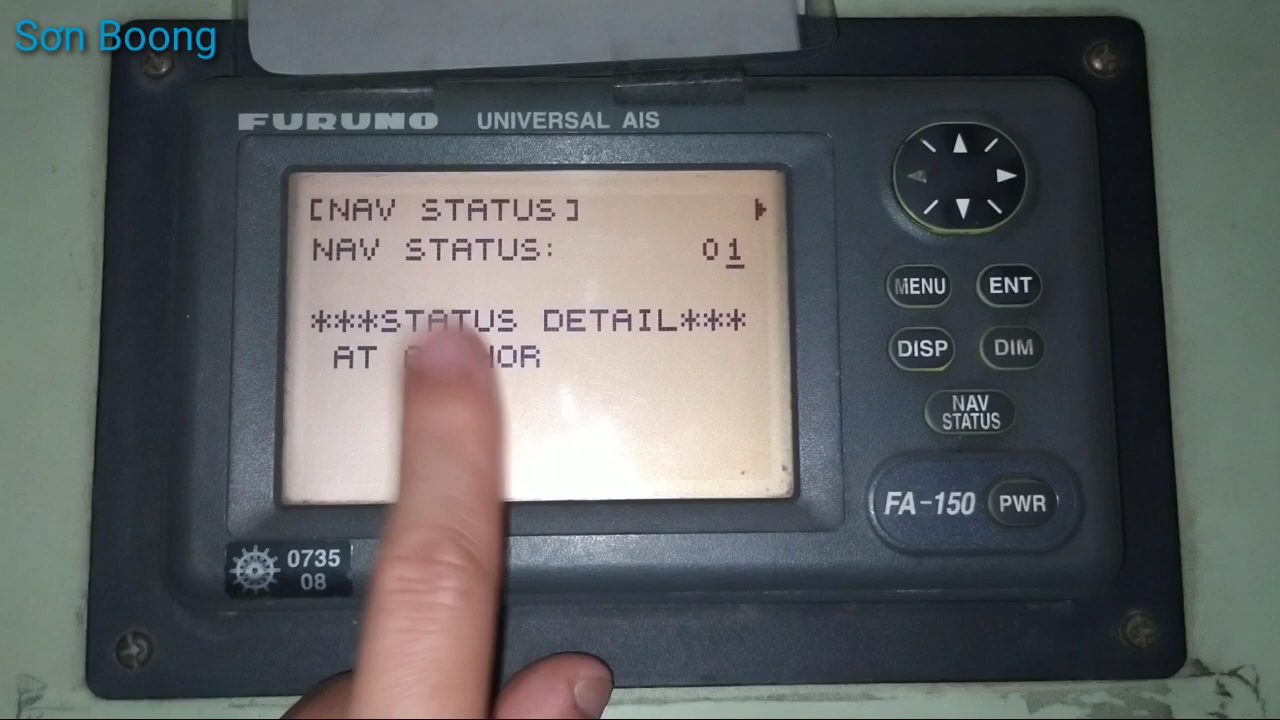 Sơn Boong
FURUNO UNIVERSAL AIS
[NAV STATUS]
NAV STATUS: 01
***STATUS DETAIL***
AT
MENU
ENT
DISP
DIM
NAV
STATUS
FA-150
PWR
0735
08